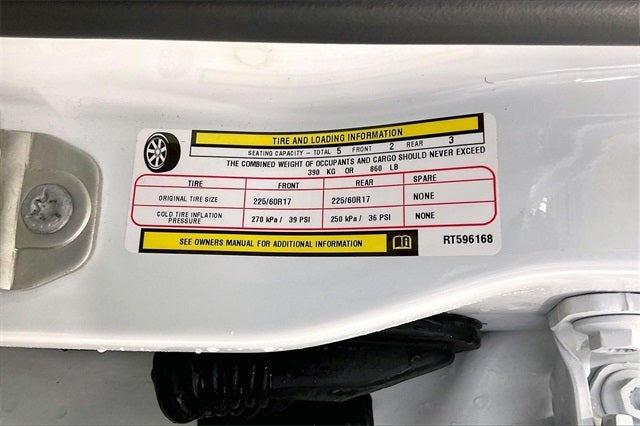 TIRE AND LOADING INFORMATION
SEATING CAPACITY - TOTAL 5 FRONT 2 REAR 3
THE COMBINED WEIGHT OF OCCUPANTS AND CARGO SHOULD NEVER EXCEED
390 KG OR 860 LB
TIRE FRONT REAR SPARE
ORIGINAL TIRE SIZE 225/60R17 225/60R17 NONE
COLD TIRE INFLATION PRESSURE 270 kPa / 39 PSI 250 kPa / 36 PSI NONE
SEE OWNERS MANUAL FOR ADDITIONAL INFORMATION RT596168